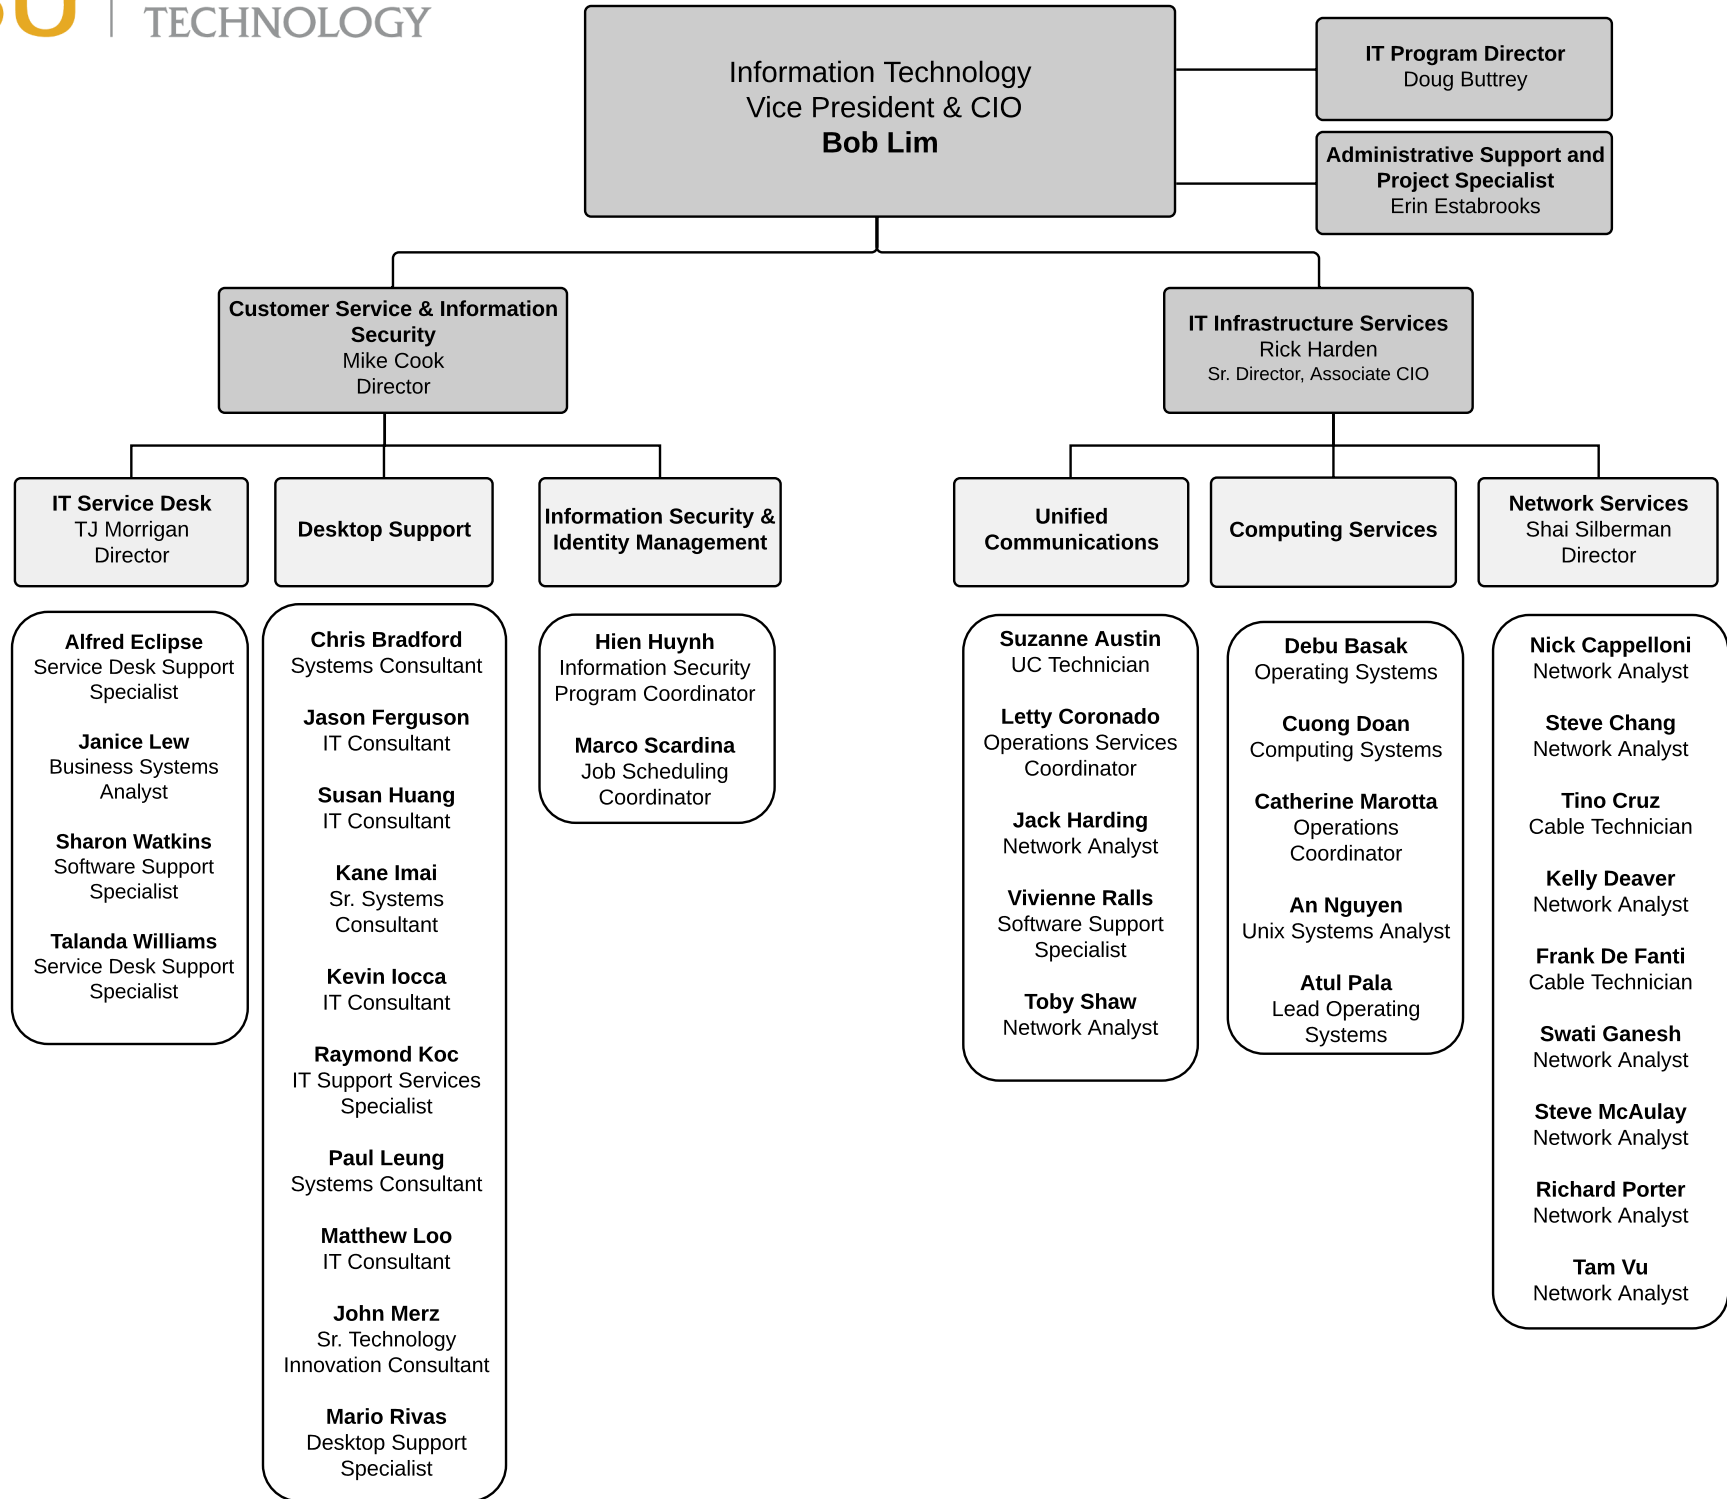 TECHNOLOGY
Information Technology
Vice President & CIO
Bob Lim
IT Program Director
Doug Buttrey
Administrative Support and
Project Specialist
Erin Estabrooks
Customer Service & Information
Security
Mike Cook
Director
IT Infrastructure Services
Rick Harden
Sr. Director, Associate CIO
IT Service Desk
TJ Morrigan
Director
Desktop Support
Information Security &
Identity Management
Unified
Communications
Computing Services
Network Services
Shai Silberman
Director
Alfred Eclipse
Service Desk Support
Specialist
Janice Lew
Business Systems
Analyst
Sharon Watkins
Software Support
Specialist
Talanda Williams
Service Desk Support
Specialist
Chris Bradford
Systems Consultant
Jason Ferguson
IT Consultant
Susan Huang
IT Consultant
Kane Imai
Sr. Systems
Consultant
Kevin Iocca
IT Consultant
Raymond Koc
IT Support Services
Specialist
Paul Leung
Systems Consultant
Matthew Loo
IT Consultant
John Merz
Sr. Technology
Innovation Consultant
Mario Rivas
Desktop Support
Specialist
Hien Huynh
Information Security
Program Coordinator
Marco Scardina
Job Scheduling
Coordinator
Suzanne Austin
UC Technician
Letty Coronado
Operations Services
Coordinator
Jack Harding
Network Analyst
Vivienne Ralls
Software Support
Specialist
Toby Shaw
Network Analyst
Debu Basak
Operating Systems
Cuong Doan
Computing Systems
Catherine Marotta
Operations
Coordinator
An Nguyen
Unix Systems Analyst
Atul Pala
Lead Operating
Systems
Nick Cappelloni
Network Analyst
Steve Chang
Network Analyst
Tino Cruz
Cable Technician
Kelly Deaver
Network Analyst
Frank De Fanti
Cable Technician
Swati Ganesh
Network Analyst
Steve McAulay
Network Analyst
Richard Porter
Network Analyst
Tam Vu
Network Analyst